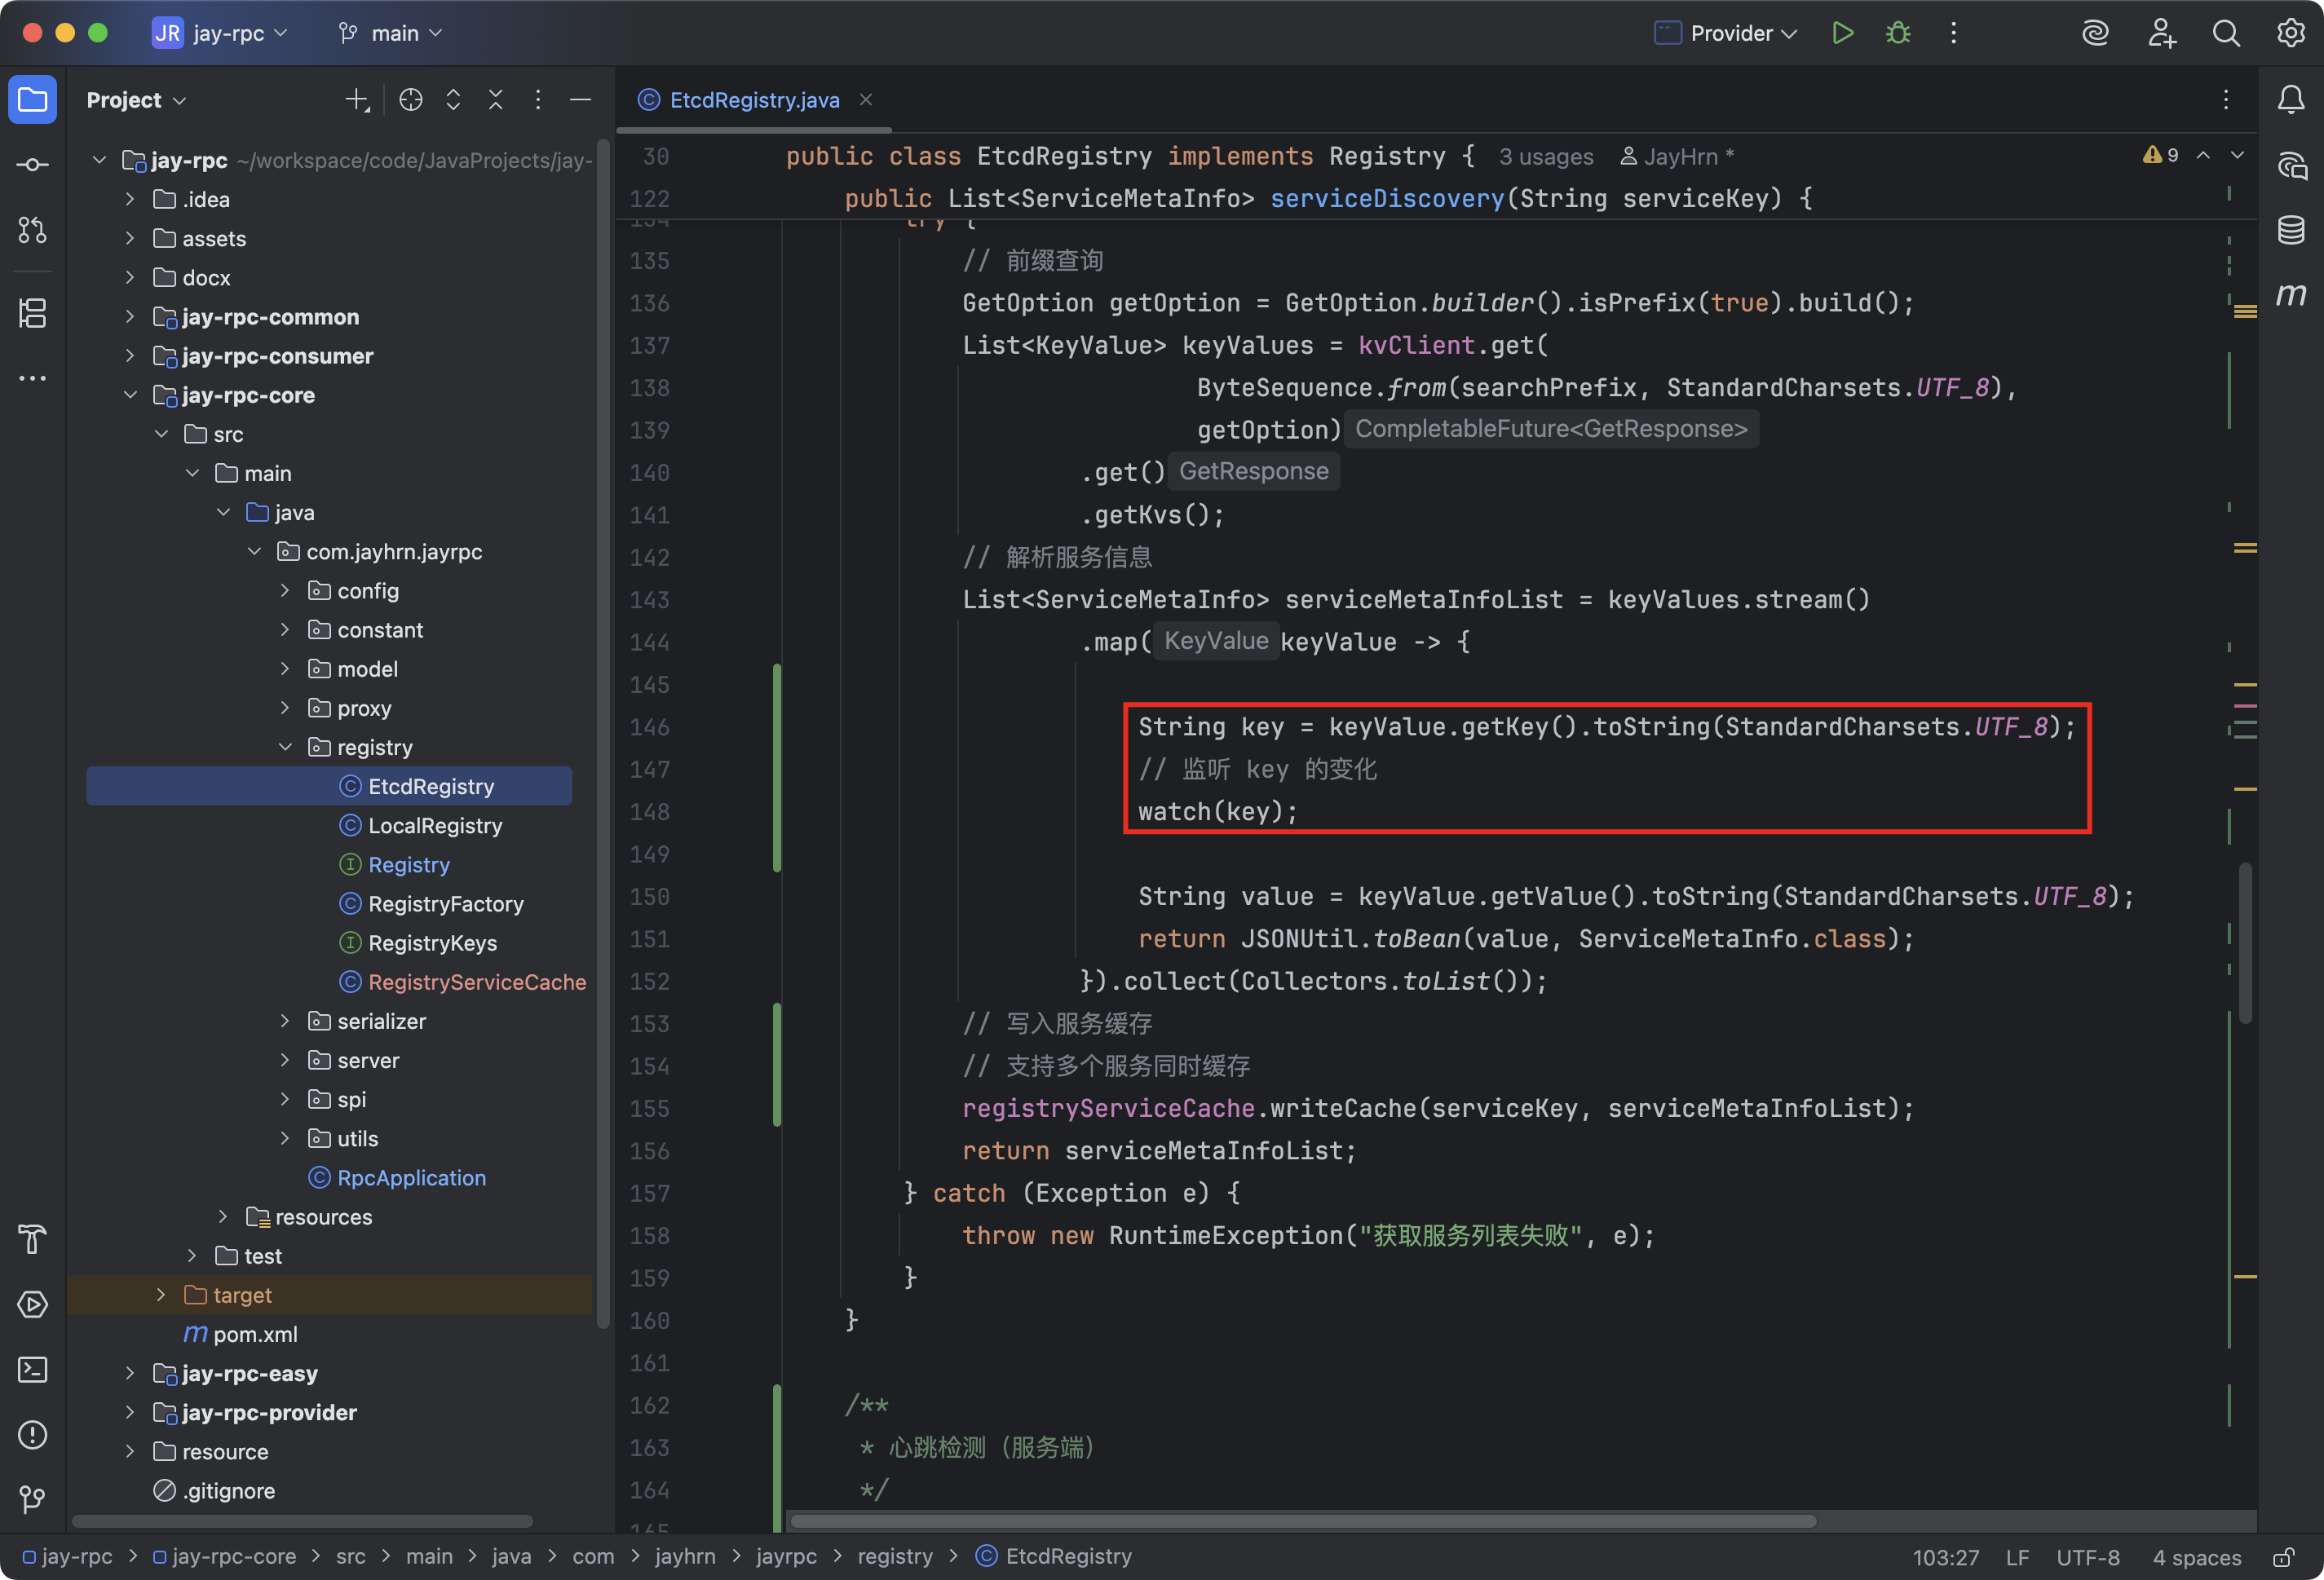 JR jay-rpc
main
Provider
Project
jay-rpc ~/workspace/code/JavaProjects/jay-
.idea
assets
docx
jay-rpc-common
jay-rpc-consumer
jay-rpc-core
src
main
java
com.jayhrn.jayrpc
config
constant
model
proxy
registry
EtcdRegistry
LocalRegistry
Registry
RegistryFactory
RegistryKeys
RegistryServiceCache
serializer
server
spi
utils
RpcApplication
resources
test
target
pom.xml
jay-rpc-easy
jay-rpc-provider
resource
.gitignore
EtcdRegistry.java
30 public class EtcdRegistry implements Registry { 3 usages JayHrn *
9
122 public List<ServiceMetaInfo> serviceDiscovery(String serviceKey) {
134 try {
135 // 前缀查询
136 GetOption getOption = GetOption.builder().isPrefix(true).build();
137 List<KeyValue> keyValues = kvClient.get(
138 ByteSequence.from(searchPrefix, StandardCharsets.UTF_8),
139 getOption) CompletableFuture<GetResponse>
140 .get() GetResponse
141 .getKvs();
142 // 解析服务信息
143 List<ServiceMetaInfo> serviceMetaInfoList = keyValues.stream()
144 .map( KeyValue keyValue -> {
145
146 String key = keyValue.getKey().toString(StandardCharsets.UTF_8);
147 // 监听 key 的变化
148 watch(key);
149
150 String value = keyValue.getValue().toString(StandardCharsets.UTF_8);
151 return JSONUtil.toBean(value, ServiceMetaInfo.class);
152 }).collect(Collectors.toList());
153 // 写入服务缓存
154 // 支持多个服务同时缓存
155 registryServiceCache.writeCache(serviceKey, serviceMetaInfoList);
156 return serviceMetaInfoList;
157 } catch (Exception e) {
158 throw new RuntimeException("获取服务列表失败", e);
159 }
160 }
161
162 /**
163 * 心跳检测（服务端）
164 */
165
jay-rpc > jay-rpc-core > src > main > java > com > jayhrn > jayrpc > registry > EtcdRegistry
103:27 LF UTF-8 4 spaces